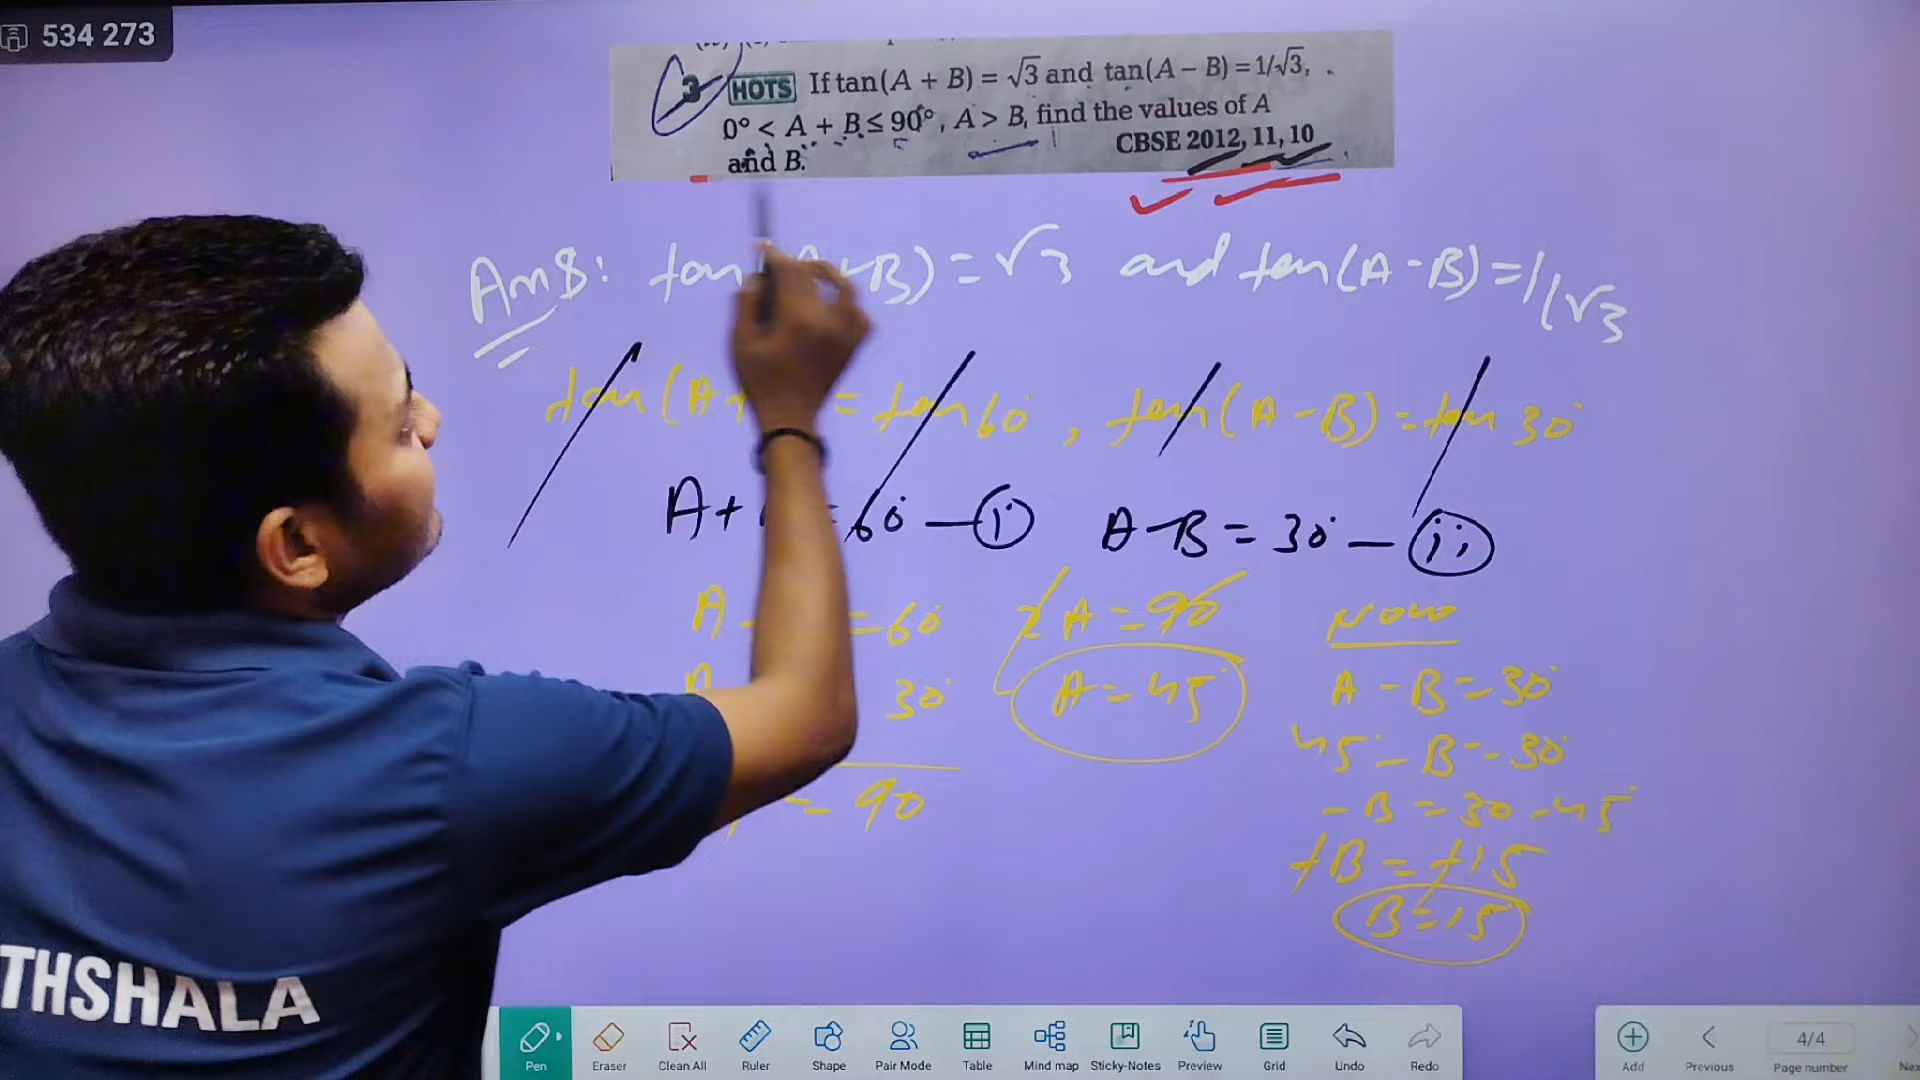 534 273
3 HOTS If tan(A + B) = √3 and tan(A – B) = 1/√3,
0° < A + B ≤ 90°, A > B, find the values of A
and B.
CBSE 2012, 11, 10
Ans: tan(A+B) = √3 and tan(A-B) = 1/√3
tan(A+ = tan60°, tan(A-B) = tan30°
A+ = 60° — (i) A-B = 30° — (ii)
A = 60°
A 30°
= 90
2A = 90°
A = 45°
Now
A - B = 30°
45° - B = 30°
- B = 30 - 45°
+B = +15
B = 15
THSHALA
Pen Eraser Clean All Ruler Shape Pair Mode Table Mind map Sticky-Notes Preview Grid Undo Redo
Add Previous 4/4 Page number